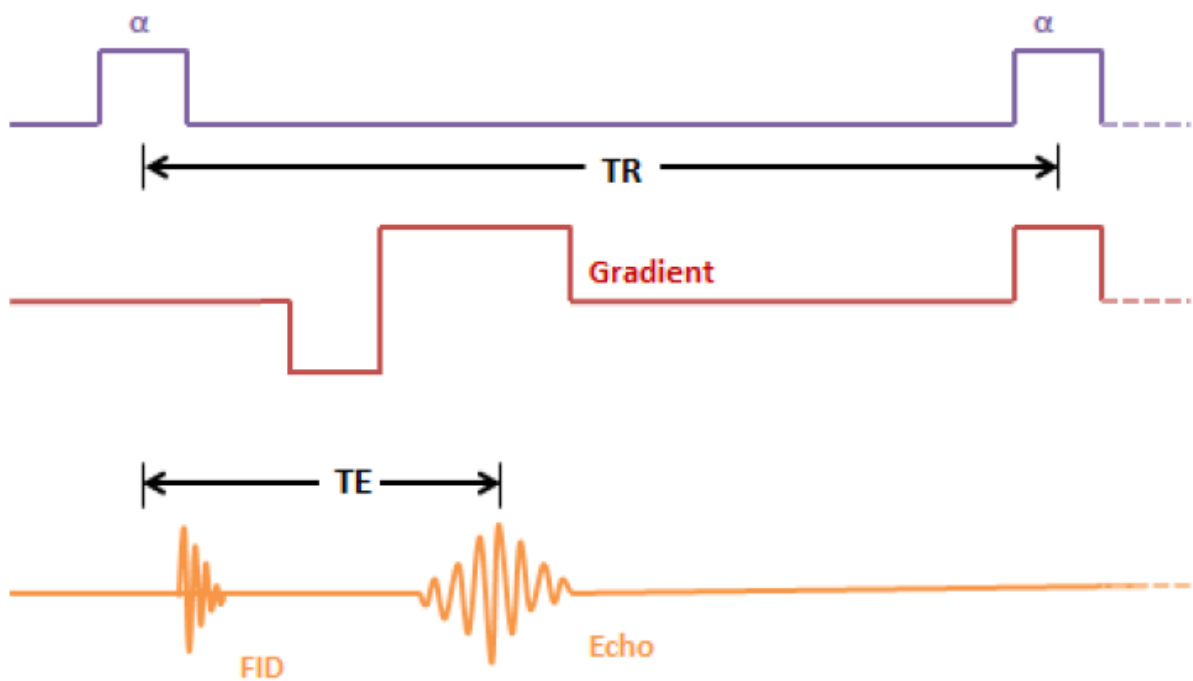 α α
TR
Gradient
TE
FID
Echo